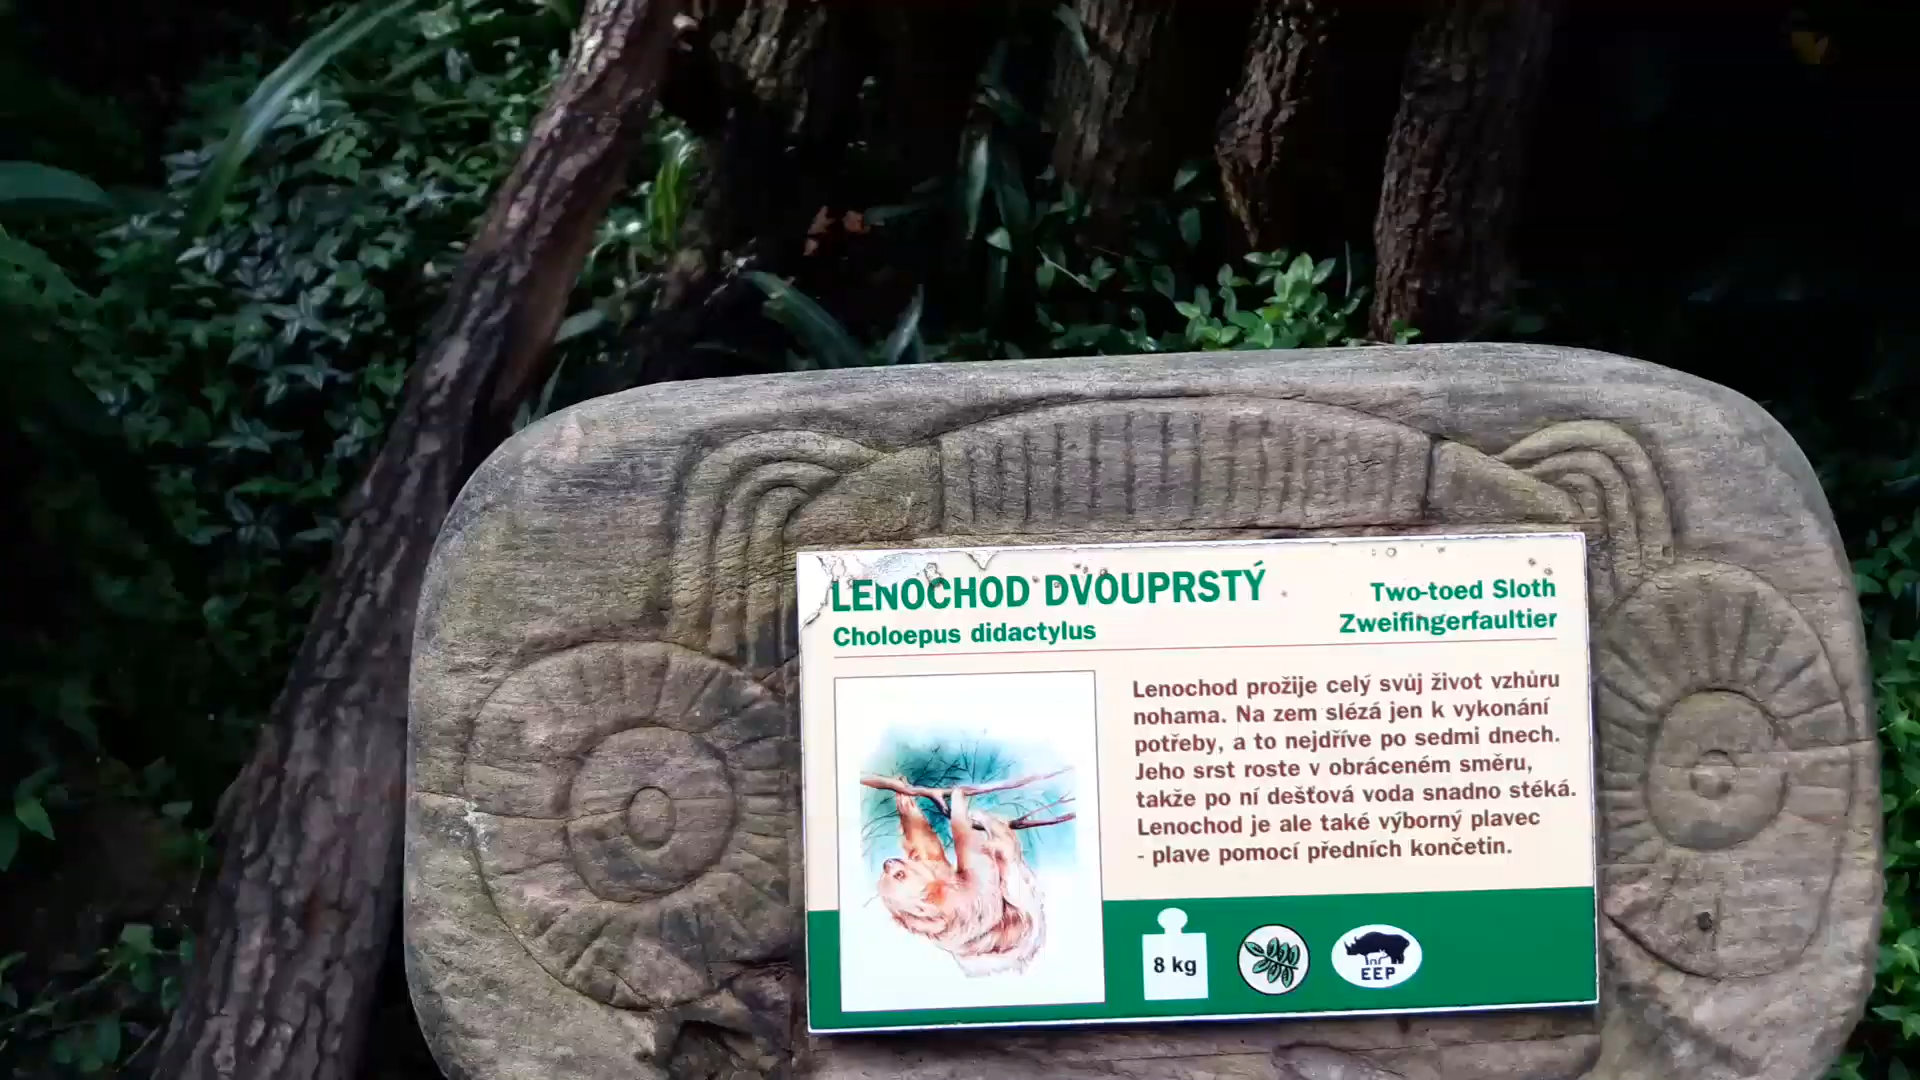 LENOCHOD DVOUPRSTÝ
Choloepus didactylus
Two-toed Sloth
Zweifingerfaultier
Lenochod prožije celý svůj život vzhůru
nohama. Na zem slézá jen k vykonání
potřeby, a to nejdříve po sedmi dnech.
Jeho srst roste v obráceném směru,
takže po ní dešťová voda snadno stéká.
Lenochod je ale také výborný plavec
- plave pomocí předních končetin.
8 kg
EEP